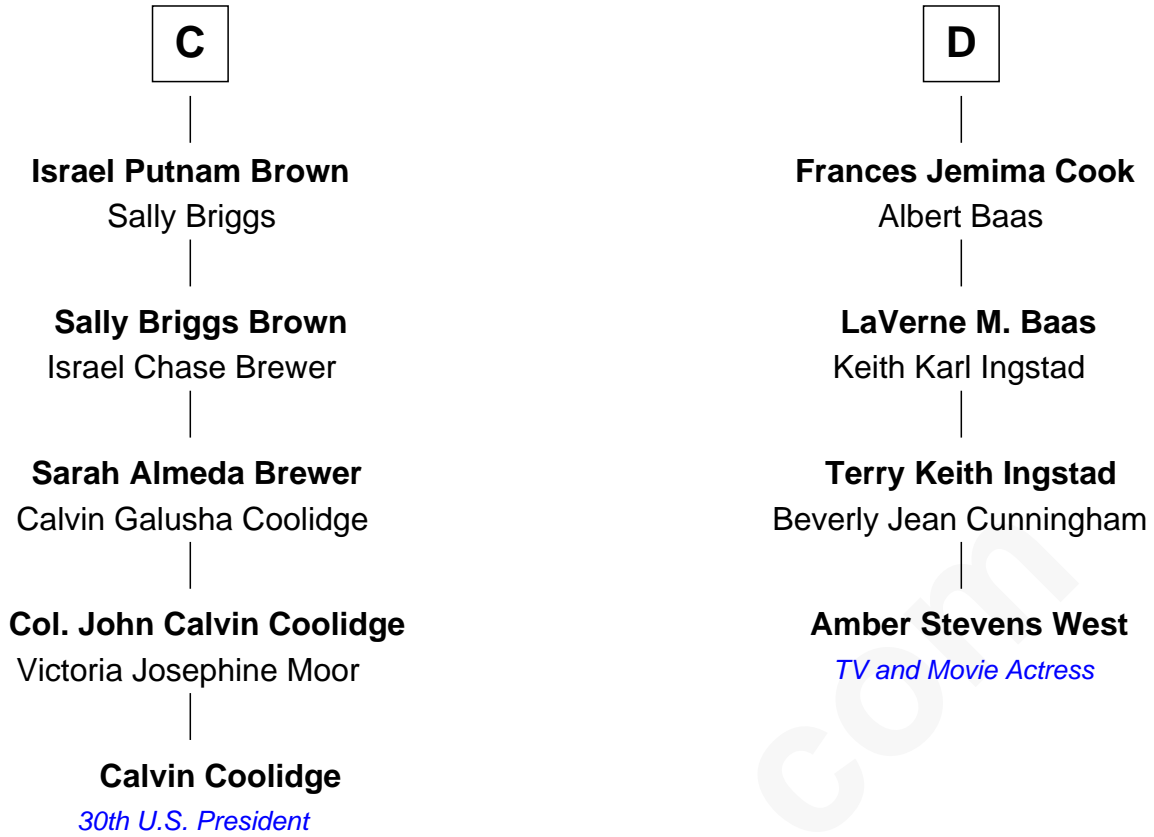 C
Israel Putnam Brown
Sally Briggs
Sally Briggs Brown
Israel Chase Brewer
Sarah Almeda Brewer
Calvin Galusha Coolidge
Col. John Calvin Coolidge
Victoria Josephine Moor
Calvin Coolidge
30th U.S. President
D
Frances Jemima Cook
Albert Baas
LaVerne M. Baas
Keith Karl Ingstad
Terry Keith Ingstad
Beverly Jean Cunningham
Amber Stevens West
TV and Movie Actress
com